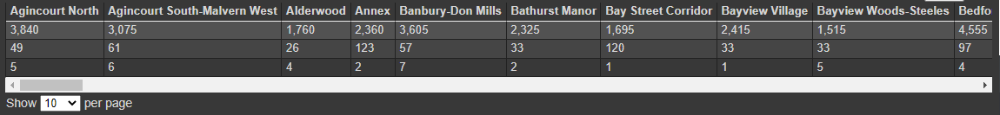 Agincourt North Agincourt South-Malvern West Alderwood Annex Banbury-Don Mills Bathurst Manor Bay Street Corridor Bayview Village Bayview Woods-Steeles Bedfo
3,840 3,075 1,760 2,360 3,605 2,325 1,695 2,415 1,515 4,555
49 61 26 123 57 33 120 33 33 97
5 6 4 2 7 2 1 1 5 4
Show 10 per page